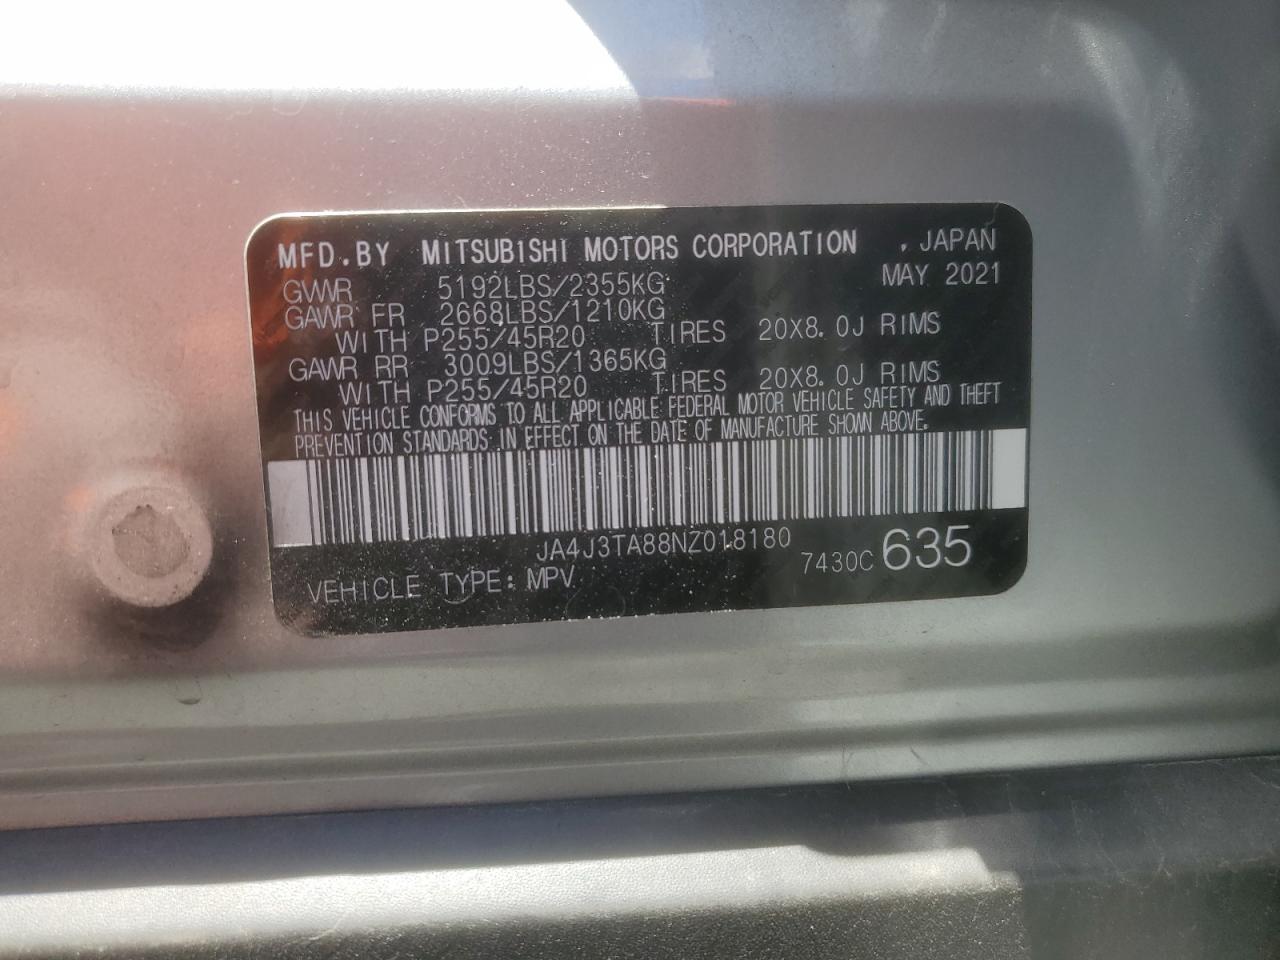 MFD.BY MITSUBISHI MOTORS CORPORATION , JAPAN
GVWR 5192LBS/2355KG MAY 2021
GAWR FR 2668LBS/1210KG
WITH P255/45R20 TIRES 20X8.0J RIMS
GAWR RR 3009LBS/1365KG
WITH P255/45R20 TIRES 20X8.0J RIMS
THIS VEHICLE CONFORMS TO ALL APPLICABLE FEDERAL MOTOR VEHICLE SAFETY AND THEFT
PREVENTION STANDARDS IN EFFECT ON THE DATE OF MANUFACTURE SHOWN ABOVE.
JA4J3TA88NZ018180
VEHICLE TYPE: MPV 7430C 635